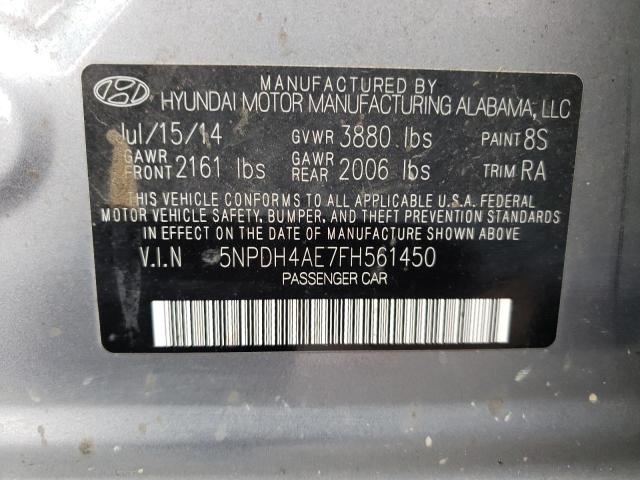 MANUFACTURED BY
HYUNDAI MOTOR MANUFACTURING ALABAMA, LLC
Jul/15/14 GVWR 3880 lbs PAINT 8S
GAWR FRONT 2161 lbs GAWR REAR 2006 lbs TRIM RA
THIS VEHICLE CONFORMS TO ALL APPLICABLE U.S.A. FEDERAL
MOTOR VEHICLE SAFETY, BUMPER, AND THEFT PREVENTION STANDARDS
IN EFFECT ON THE DATE OF MANUFACTURE SHOWN ABOVE
V.I.N 5NPDH4AE7FH561450
PASSENGER CAR